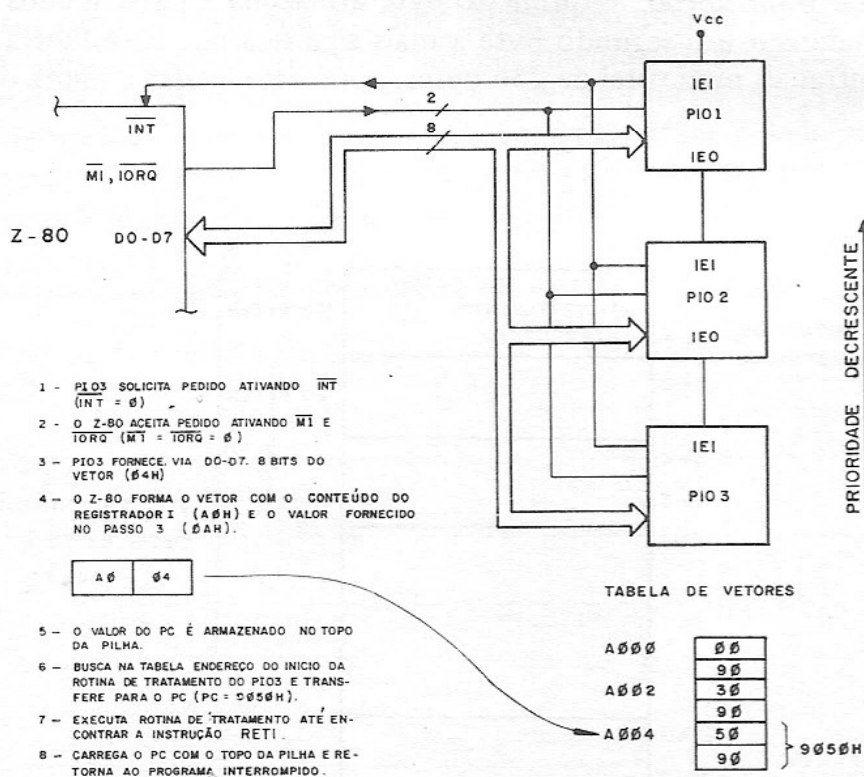 Vcc
IEI
PIO1
IEO
2
8
INT
M1, IORQ
Z-80
DO-D7
IEI
PIO 2
IEO
IEI
PIO 3
PRIORIDADE DECRESCENTE
1 - PIO3 SOLICITA PEDIDO ATIVANDO INT
(INT = Ø)
2 - O Z-80 ACEITA PEDIDO ATIVANDO M1 E
IORQ (M1 = IORQ = Ø)
3 - PIO3 FORNECE, VIA DO-D7, 8 BITS DO
VETOR (Ø4H)
4 - O Z-80 FORMA O VETOR COM O CONTEÚDO DO
REGISTRADOR I (AØH) E O VALOR FORNECIDO
NO PASSO 3 (ØAH).
AØ Ø4
5 - O VALOR DO PC É ARMAZENADO NO TOPO
DA PILHA.
6 - BUSCA NA TABELA ENDEREÇO DO INICIO DA
ROTINA DE TRATAMENTO DO PIO3 E TRANS-
FERE PARA O PC (PC = 9Ø5ØH).
7 - EXECUTA ROTINA DE TRATAMENTO ATÉ EN-
CONTRAR A INSTRUÇÃO RETI.
8 - CARREGA O PC COM O TOPO DA PILHA E RE-
TORNA AO PROGRAMA INTERROMPIDO.
TABELA DE VETORES
AØØØ ØØ
9Ø
AØØ2 3Ø
9Ø
AØØ4 5Ø
9Ø
9Ø5ØH